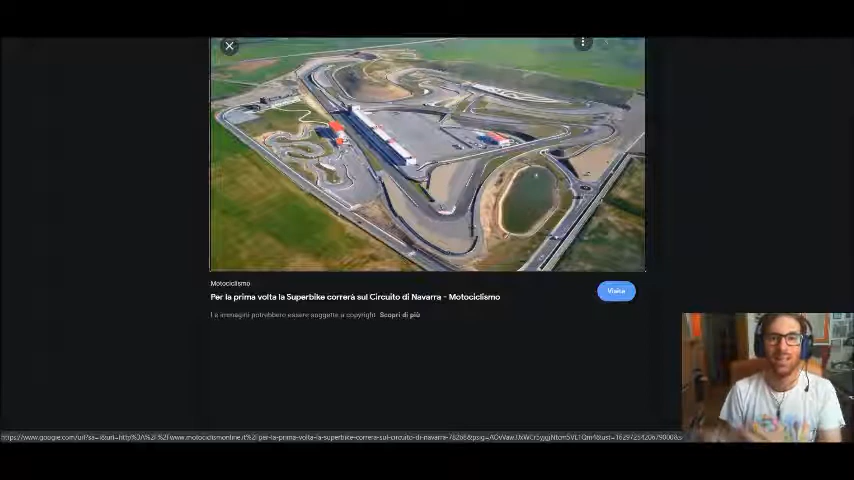 Motociclismo
Per la prima volta la Superbike correrà sul Circuito di Navarra - Motociclismo
Visita
Le immagini potrebbero essere soggette a copyright. Scopri di più